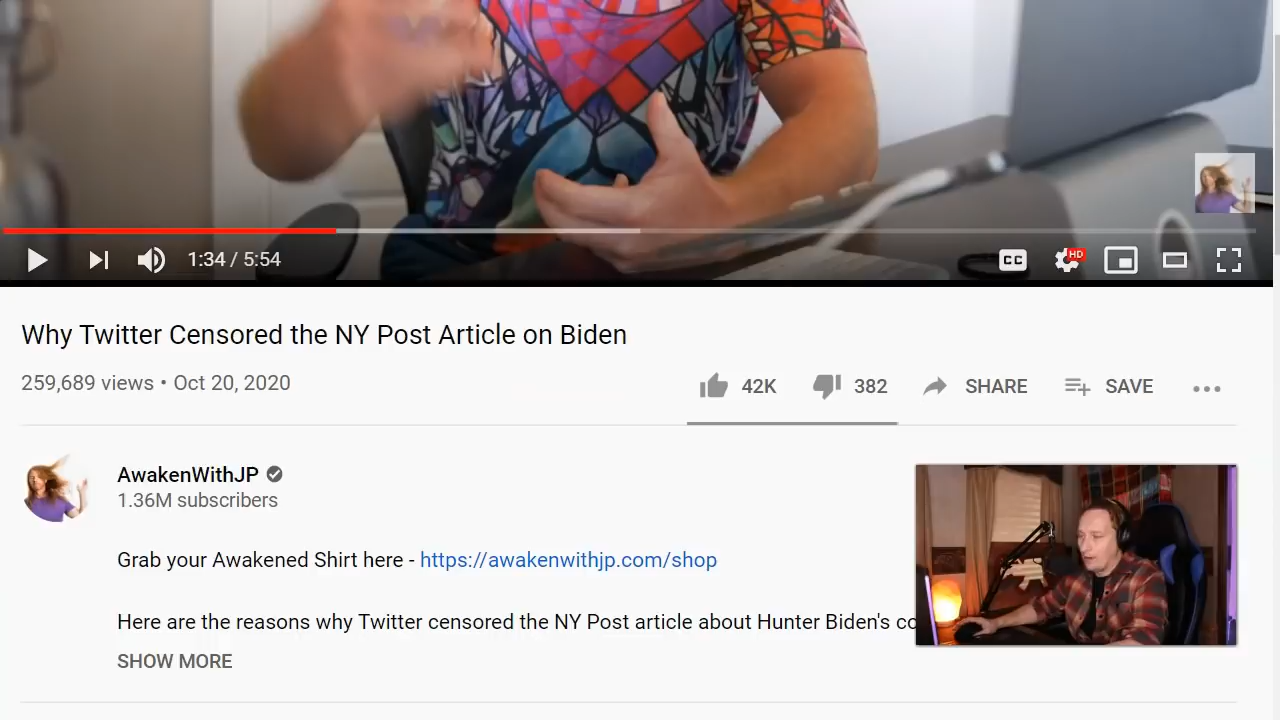 1:34 / 5:54
CC
HD
Why Twitter Censored the NY Post Article on Biden
259,689 views • Oct 20, 2020
42K
382
SHARE
SAVE
AwakenWithJP
1.36M subscribers
Grab your Awakened Shirt here - https://awakenwithjp.com/shop
Here are the reasons why Twitter censored the NY Post article about Hunter Biden's co
SHOW MORE